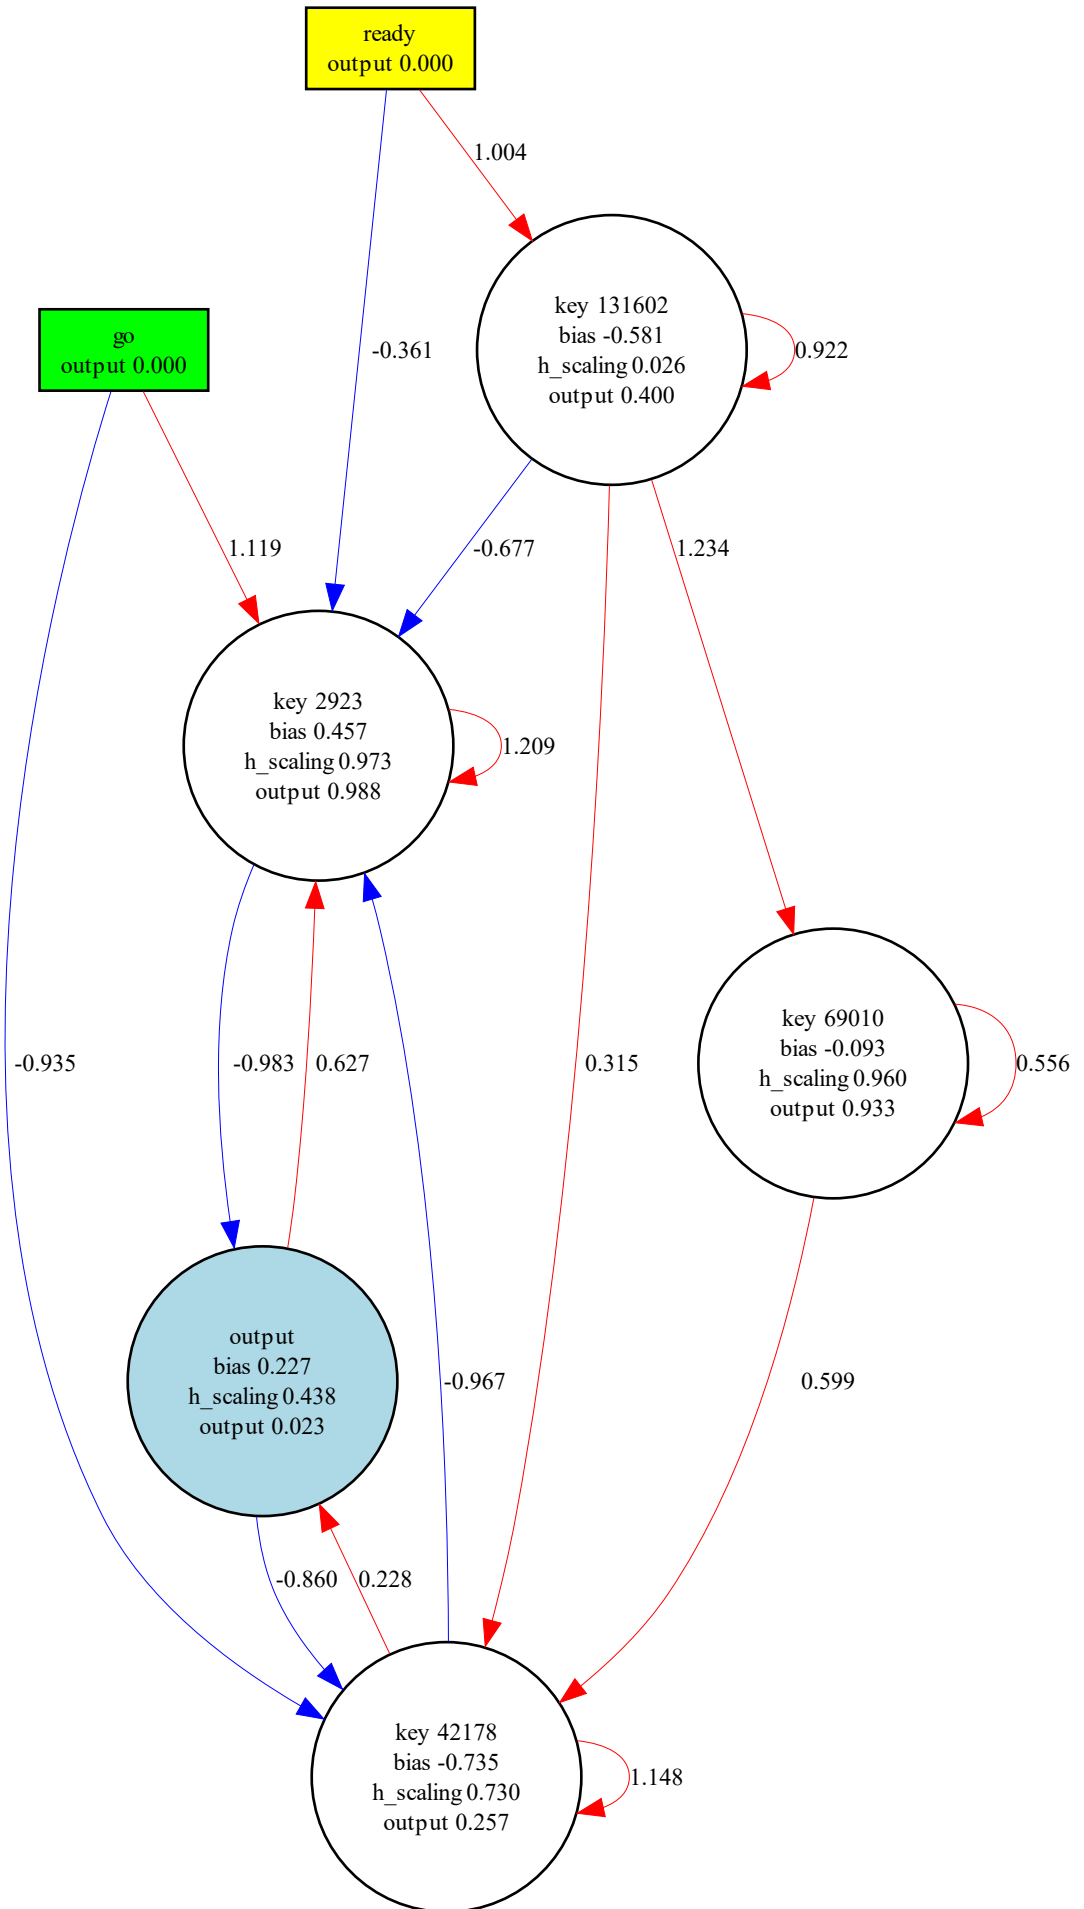 ready
output 0.000
1.004
key 131602
bias -0.581
h_scaling 0.026
output 0.400
0.922
go
output 0.000
-0.361
1.119
-0.677
1.234
key 2923
bias 0.457
h_scaling 0.973
output 0.988
1.209
key 69010
bias -0.093
h_scaling 0.960
output 0.933
0.556
-0.935
-0.983
0.627
0.315
output
bias 0.227
h_scaling 0.438
output 0.023
-0.967
0.599
-0.860
0.228
key 42178
bias -0.735
h_scaling 0.730
output 0.257
1.148